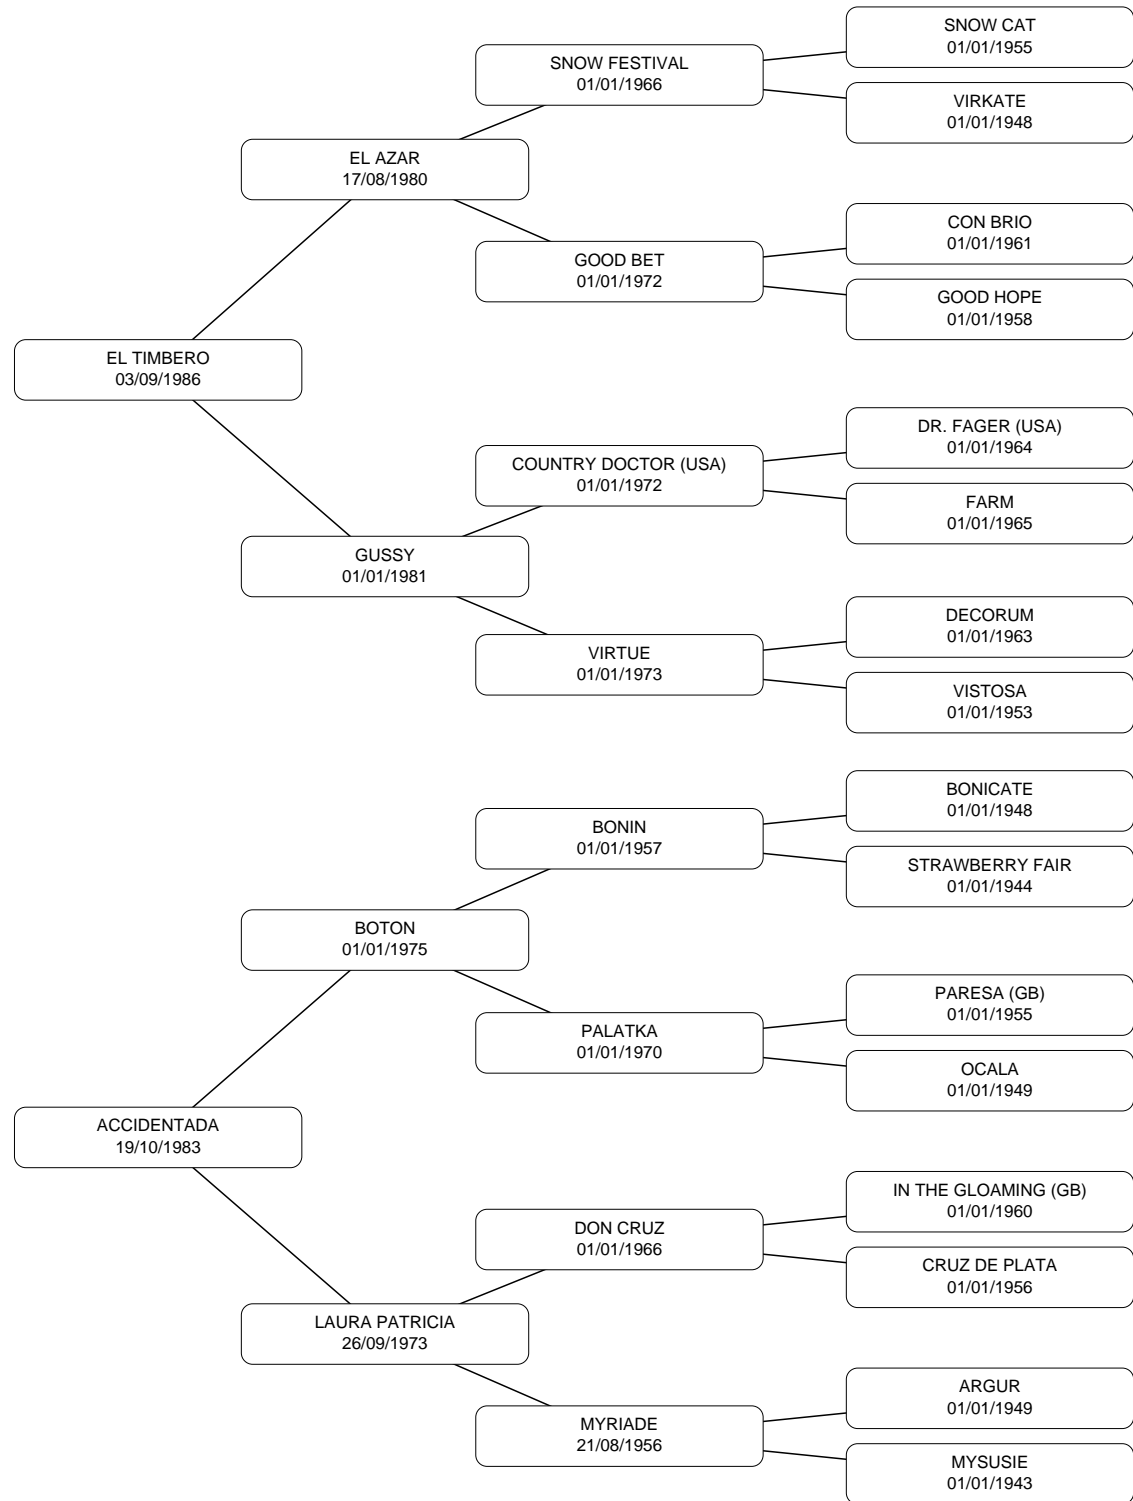 SNOW CAT
01/01/1955
SNOW FESTIVAL
01/01/1966
VIRKATE
01/01/1948
EL AZAR
17/08/1980
CON BRIO
01/01/1961
GOOD BET
01/01/1972
GOOD HOPE
01/01/1958
EL TIMBERO
03/09/1986
DR. FAGER (USA)
01/01/1964
COUNTRY DOCTOR (USA)
01/01/1972
FARM
01/01/1965
GUSSY
01/01/1981
DECORUM
01/01/1963
VIRTUE
01/01/1973
VISTOSA
01/01/1953
BONICATE
01/01/1948
BONIN
01/01/1957
STRAWBERRY FAIR
01/01/1944
BOTON
01/01/1975
PARESA (GB)
01/01/1955
PALATKA
01/01/1970
OCALA
01/01/1949
ACCIDENTADA
19/10/1983
IN THE GLOAMING (GB)
01/01/1960
DON CRUZ
01/01/1966
CRUZ DE PLATA
01/01/1956
LAURA PATRICIA
26/09/1973
ARGUR
01/01/1949
MYRIADE
21/08/1956
MYSUSIE
01/01/1943